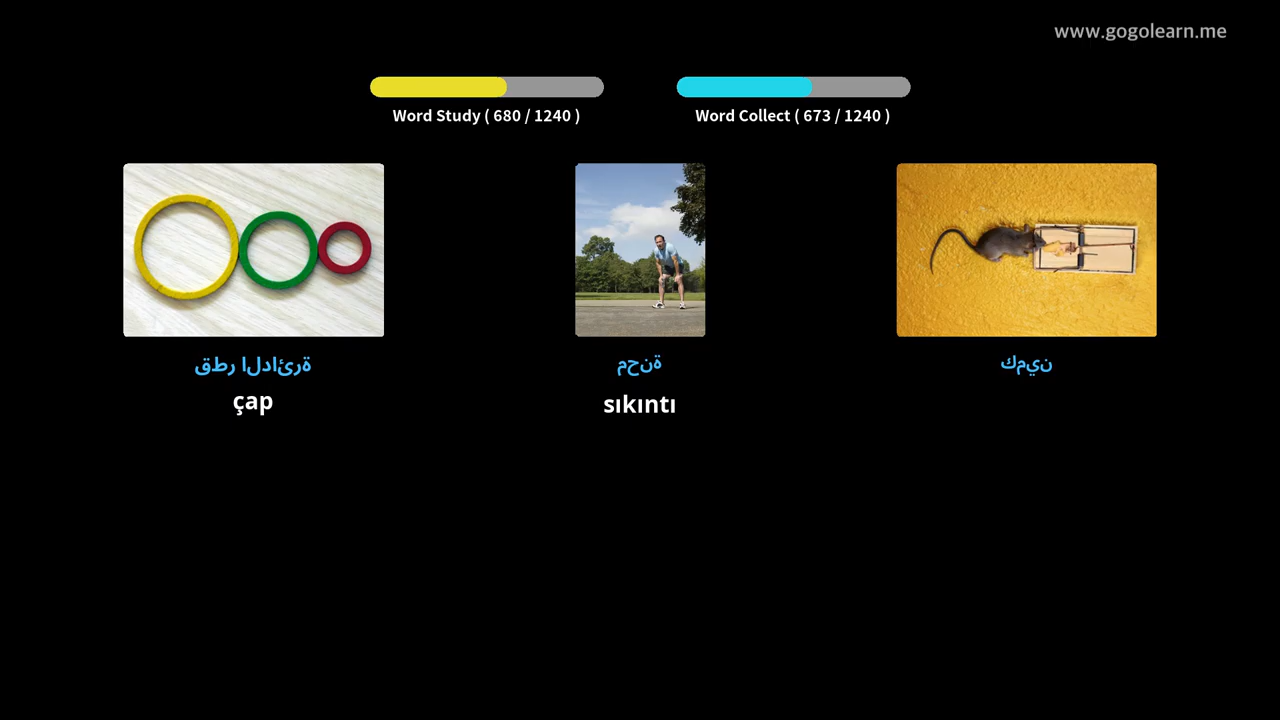 www.gogolearn.me
Word Study ( 680 / 1240 )
Word Collect ( 673 / 1240 )
قطر الدائرة
çap
محنة
sıkıntı
كمين